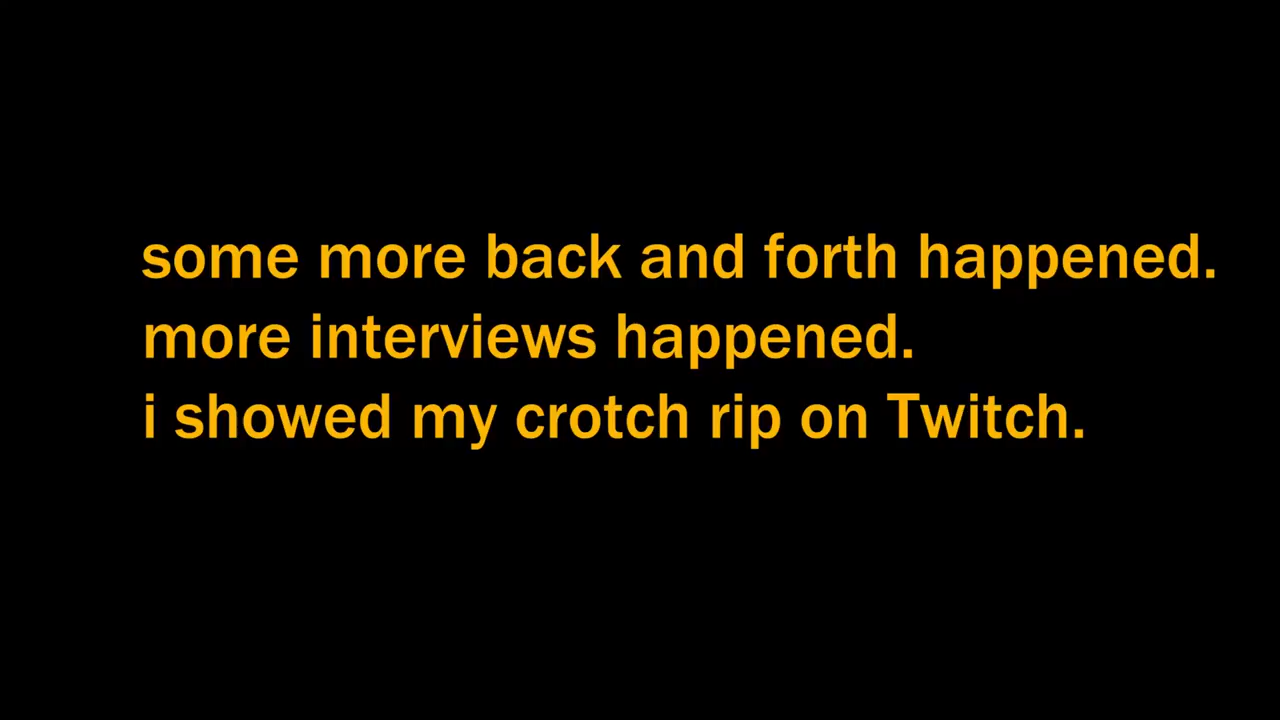 some more back and forth happened.
more interviews happened.
i showed my crotch rip on Twitch.